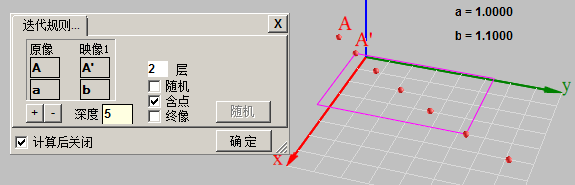 迭代规则...
X
原像 映像1
A A'
a b
2 层
随机
含点
终像
+ - 深度 5
随机
计算后关闭
确定
a = 1.0000
b = 1.1000
A
A'
y
x